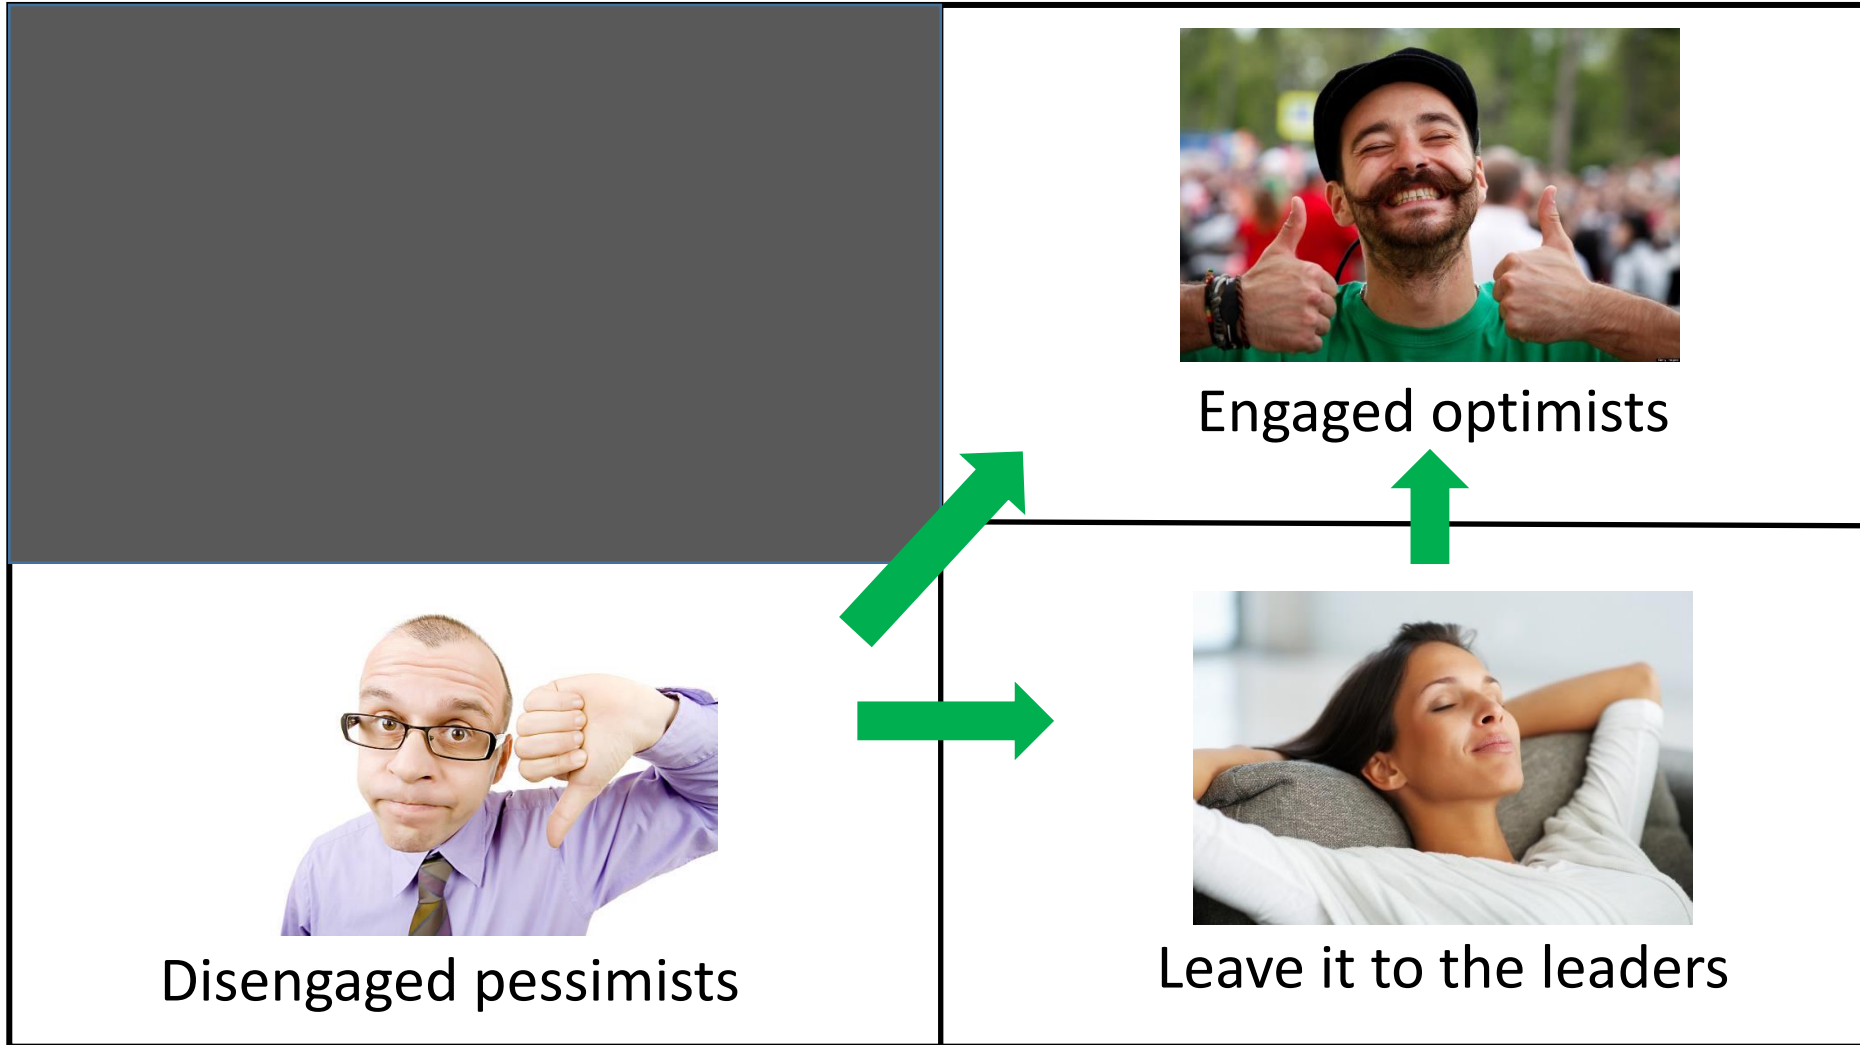 Engaged optimists
Disengaged pessimists
Leave it to the leaders